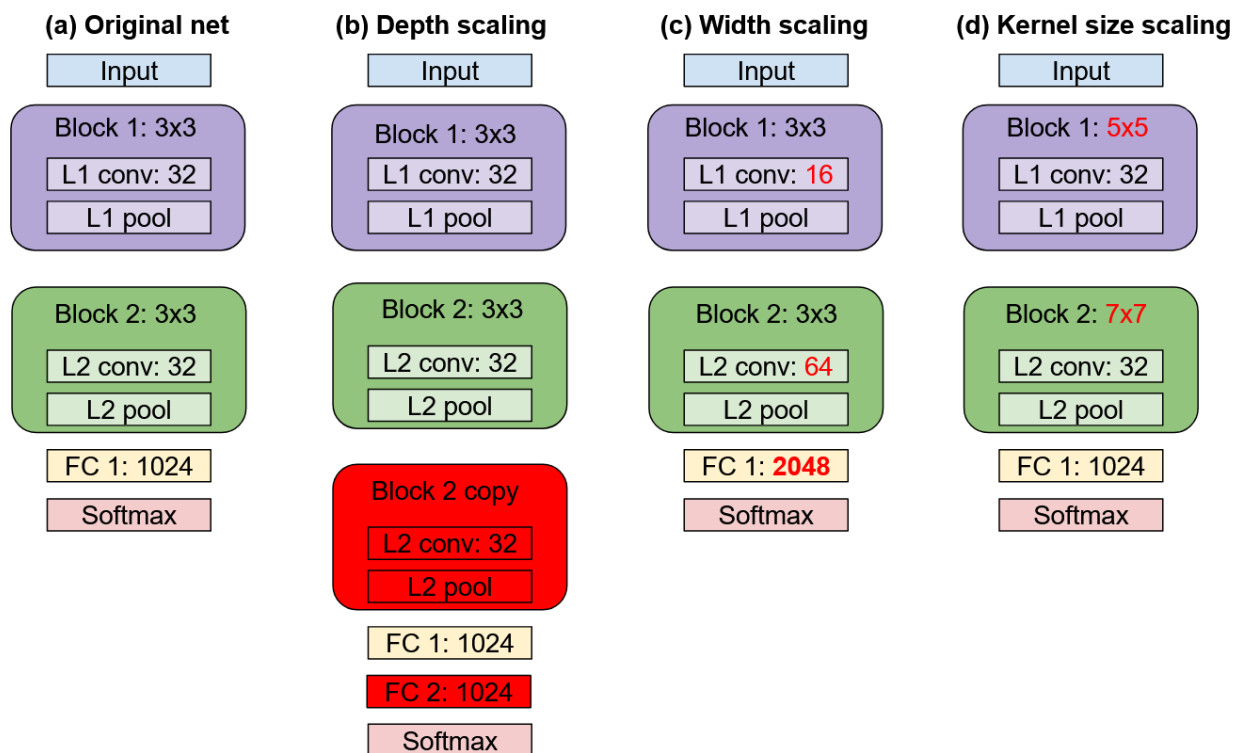 (a) Original net
Input
Block 1: 3x3
L1 conv: 32
L1 pool
Block 2: 3x3
L2 conv: 32
L2 pool
FC 1: 1024
Softmax
(b) Depth scaling
Input
Block 1: 3x3
L1 conv: 32
L1 pool
Block 2: 3x3
L2 conv: 32
L2 pool
Block 2 copy
L2 conv: 32
L2 pool
FC 1: 1024
FC 2: 1024
Softmax
(c) Width scaling
Input
Block 1: 3x3
L1 conv: 16
L1 pool
Block 2: 3x3
L2 conv: 64
L2 pool
FC 1: 2048
Softmax
(d) Kernel size scaling
Input
Block 1: 5x5
L1 conv: 32
L1 pool
Block 2: 7x7
L2 conv: 32
L2 pool
FC 1: 1024
Softmax